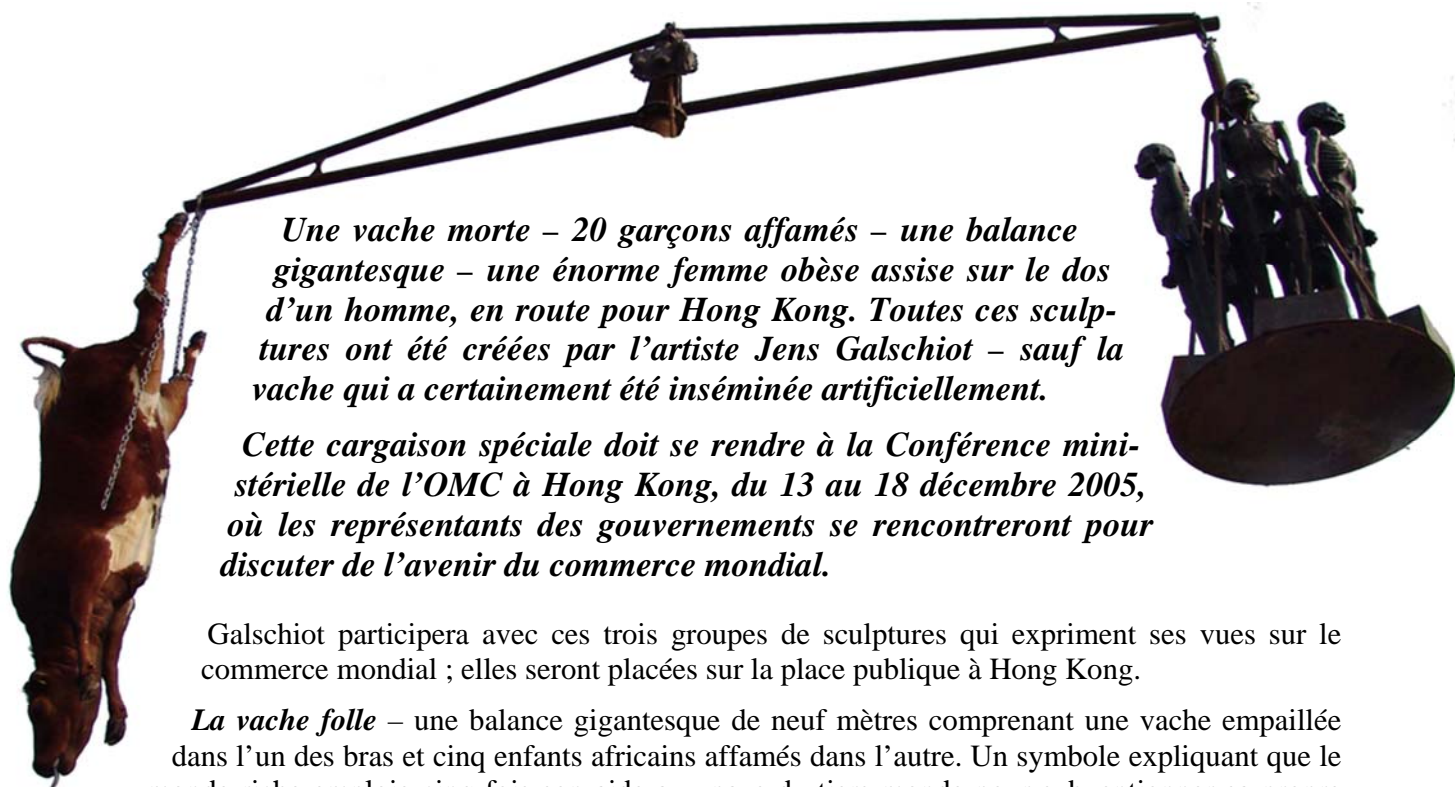 Une vache morte – 20 garçons affamés – une balance
gigantesque – une énorme femme obèse assise sur le dos
d’un homme, en route pour Hong Kong. Toutes ces sculp-
tures ont été créées par l’artiste Jens Galschiot – sauf la
vache qui a certainement été inséminée artificiellement.
Cette cargaison spéciale doit se rendre à la Conférence mini-
stérielle de l’OMC à Hong Kong, du 13 au 18 décembre 2005,
où les représentants des gouvernements se rencontreront pour
discuter de l’avenir du commerce mondial.
Galschiot participera avec ces trois groupes de sculptures qui expriment ses vues sur le
commerce mondial ; elles seront placées sur la place publique à Hong Kong.
La vache folle – une balance gigantesque de neuf mètres comprenant une vache empaillée
dans l’un des bras et cinq enfants africains affamés dans l’autre. Un symbole expliquant que le